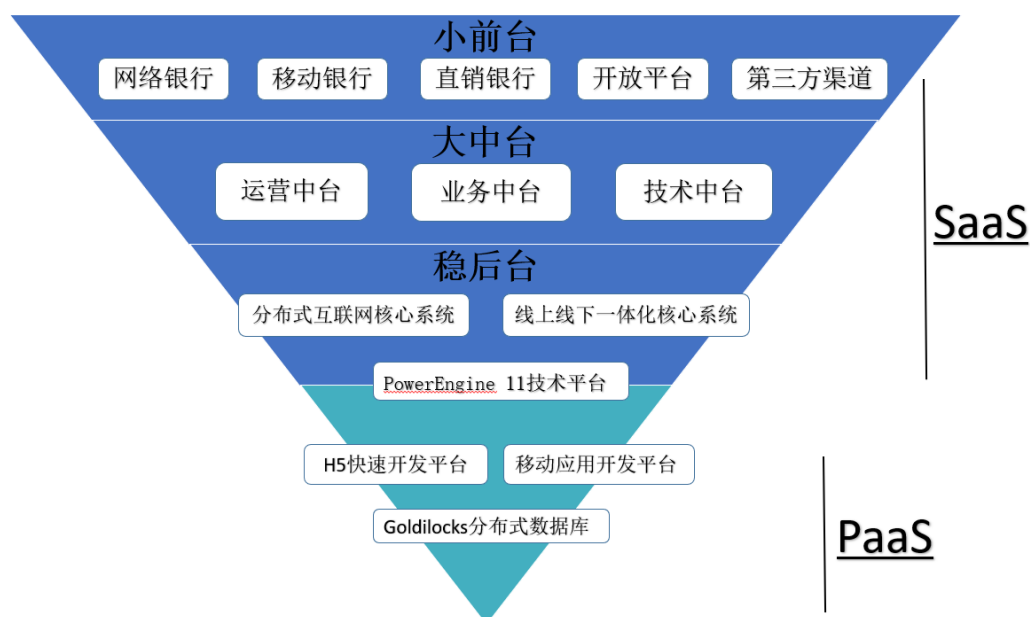 小前台
网络银行
移动银行
直销银行
开放平台
第三方渠道
大中台
运营中台
业务中台
技术中台
SaaS
稳后台
分布式互联网核心系统
线上线下一体化核心系统
PowerEngine 11技术平台
H5快速开发平台
移动应用开发平台
Goldilocks分布式数据库
PaaS